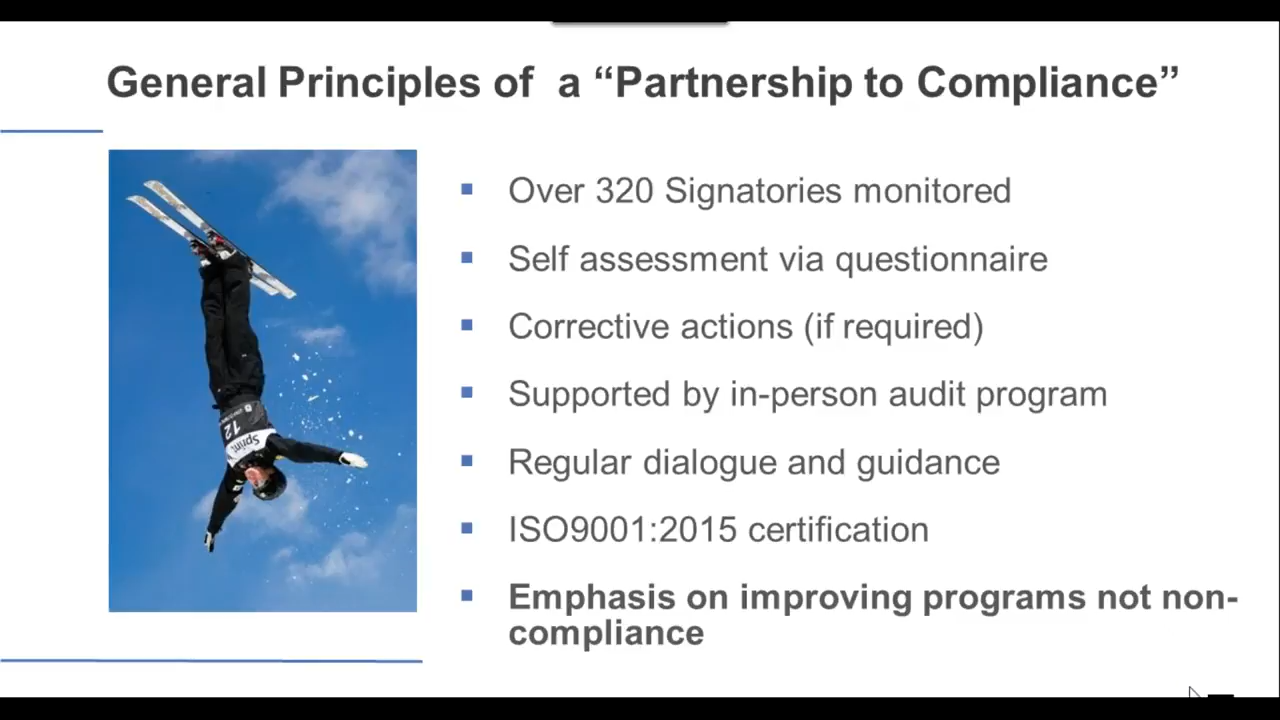 General Principles of  a “Partnership to Compliance”
Over 320 Signatories monitored
Self assessment via questionnaire
Corrective actions (if required)
Supported by in-person audit program
Regular dialogue and guidance
ISO9001:2015 certification
Emphasis on improving programs not non-
compliance
12
Sprint